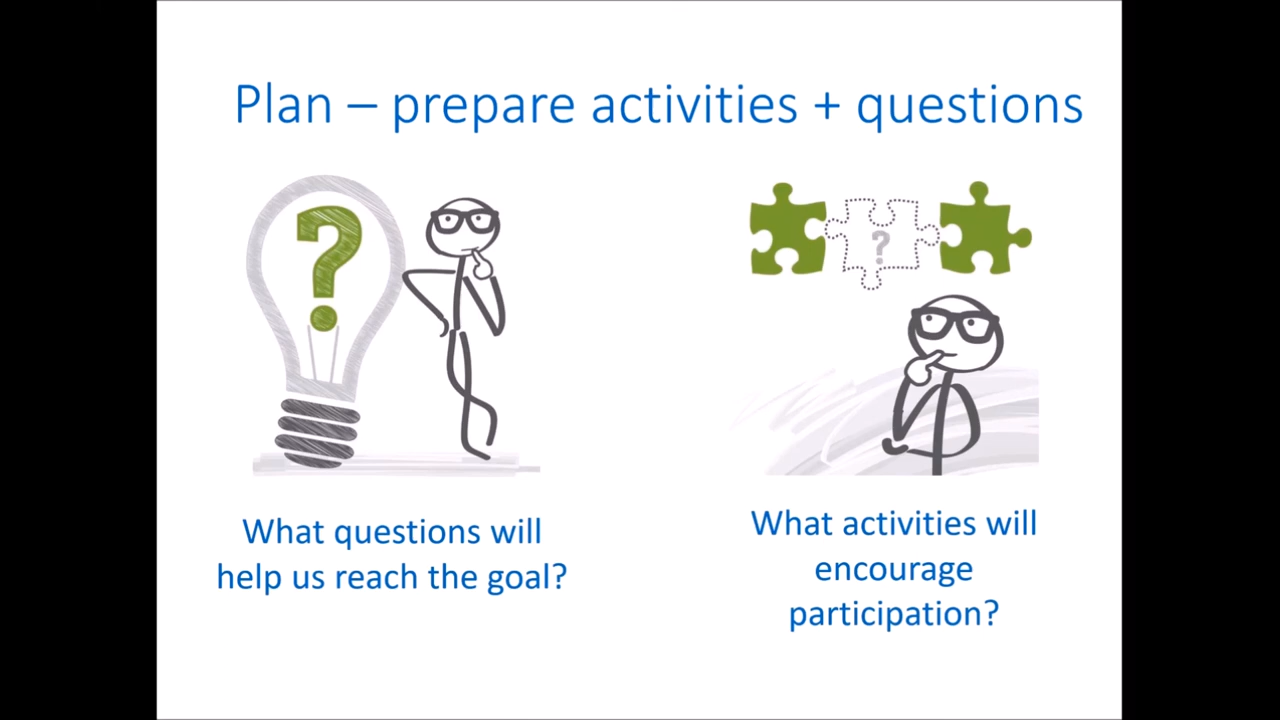 Plan – prepare activities + questions
?
?
What questions will
help us reach the goal?
What activities will
encourage
participation?